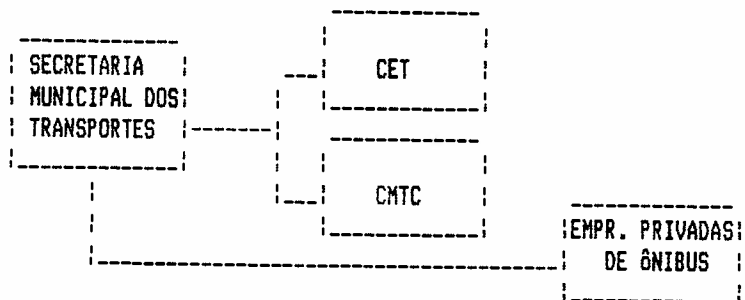 SECRETARIA
MUNICIPAL DOS
TRANSPORTES
CET
CMTC
EMPR. PRIVADAS
DE ÔNIBUS